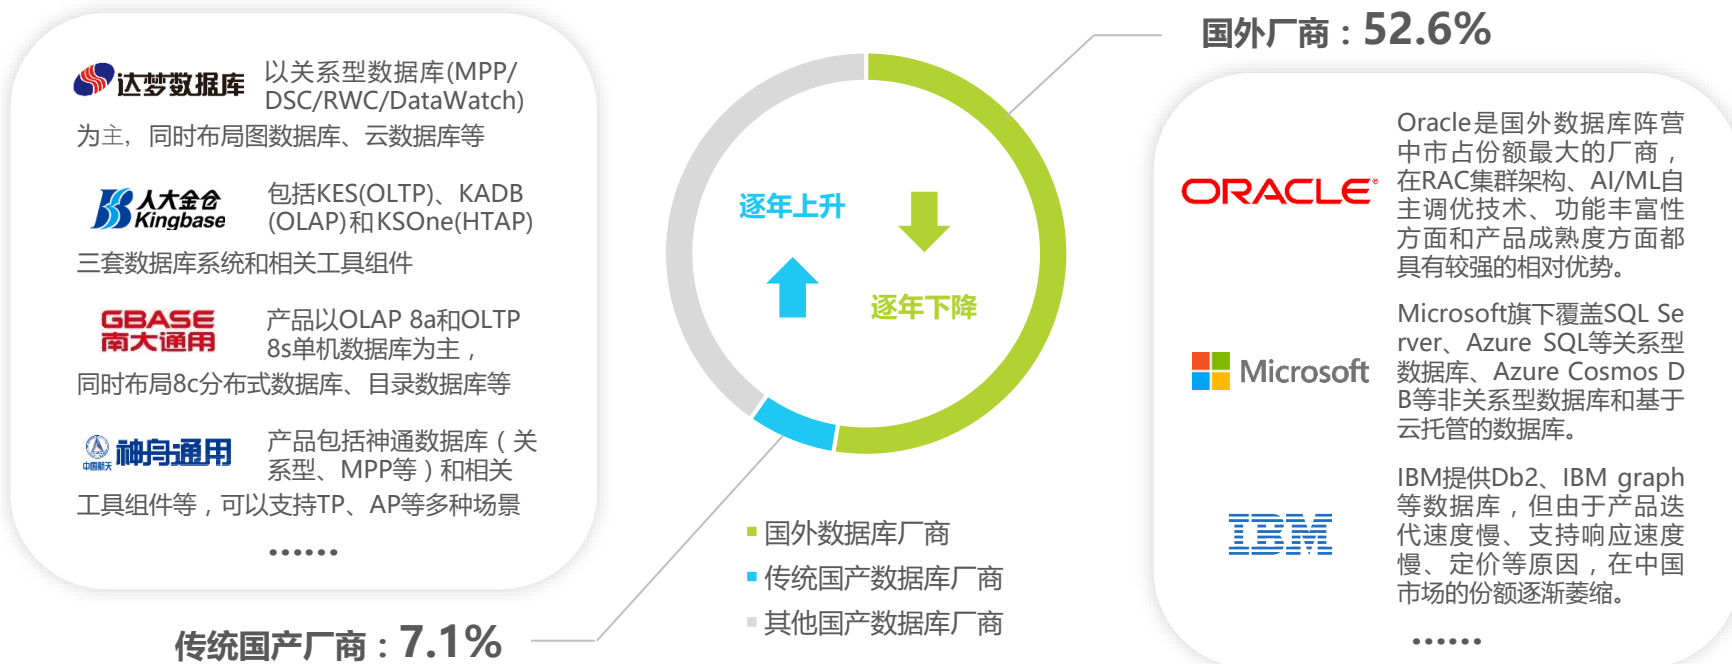 达梦数据库
以关系型数据库(MPP/
DSC/RWC/DataWatch)
为主，同时布局图数据库、云数据库等
人大金仓
Kingbase
包括KES(OLTP)、KADB
(OLAP)和KSOne(HTAP)
三套数据库系统和相关工具组件
GBASE
南大通用
产品以OLAP 8a和OLTP
8s单机数据库为主，
同时布局8c分布式数据库、目录数据库等
中国航天
神舟通用
产品包括神通数据库（关
系型、MPP等）和相关
工具组件等，可以支持TP、AP等多种场景
······
传统国产厂商：7.1%
逐年上升
逐年下降
国外数据库厂商
传统国产数据库厂商
其他国产数据库厂商
国外厂商：52.6%
ORACLE®
Oracle是国外数据库阵营
中市占份额最大的厂商，
在RAC集群架构、AI/ML自
主调优技术、功能丰富性
方面和产品成熟度方面都
具有较强的相对优势。
Microsoft
Microsoft旗下覆盖SQL Se
rver、Azure SQL等关系型
数据库、Azure Cosmos D
B等非关系型数据库和基于
云托管的数据库。
IBM
IBM提供Db2、IBM graph
等数据库，但由于产品迭
代速度慢、支持响应速度
慢、定价等原因，在中国
市场的份额逐渐萎缩。
······